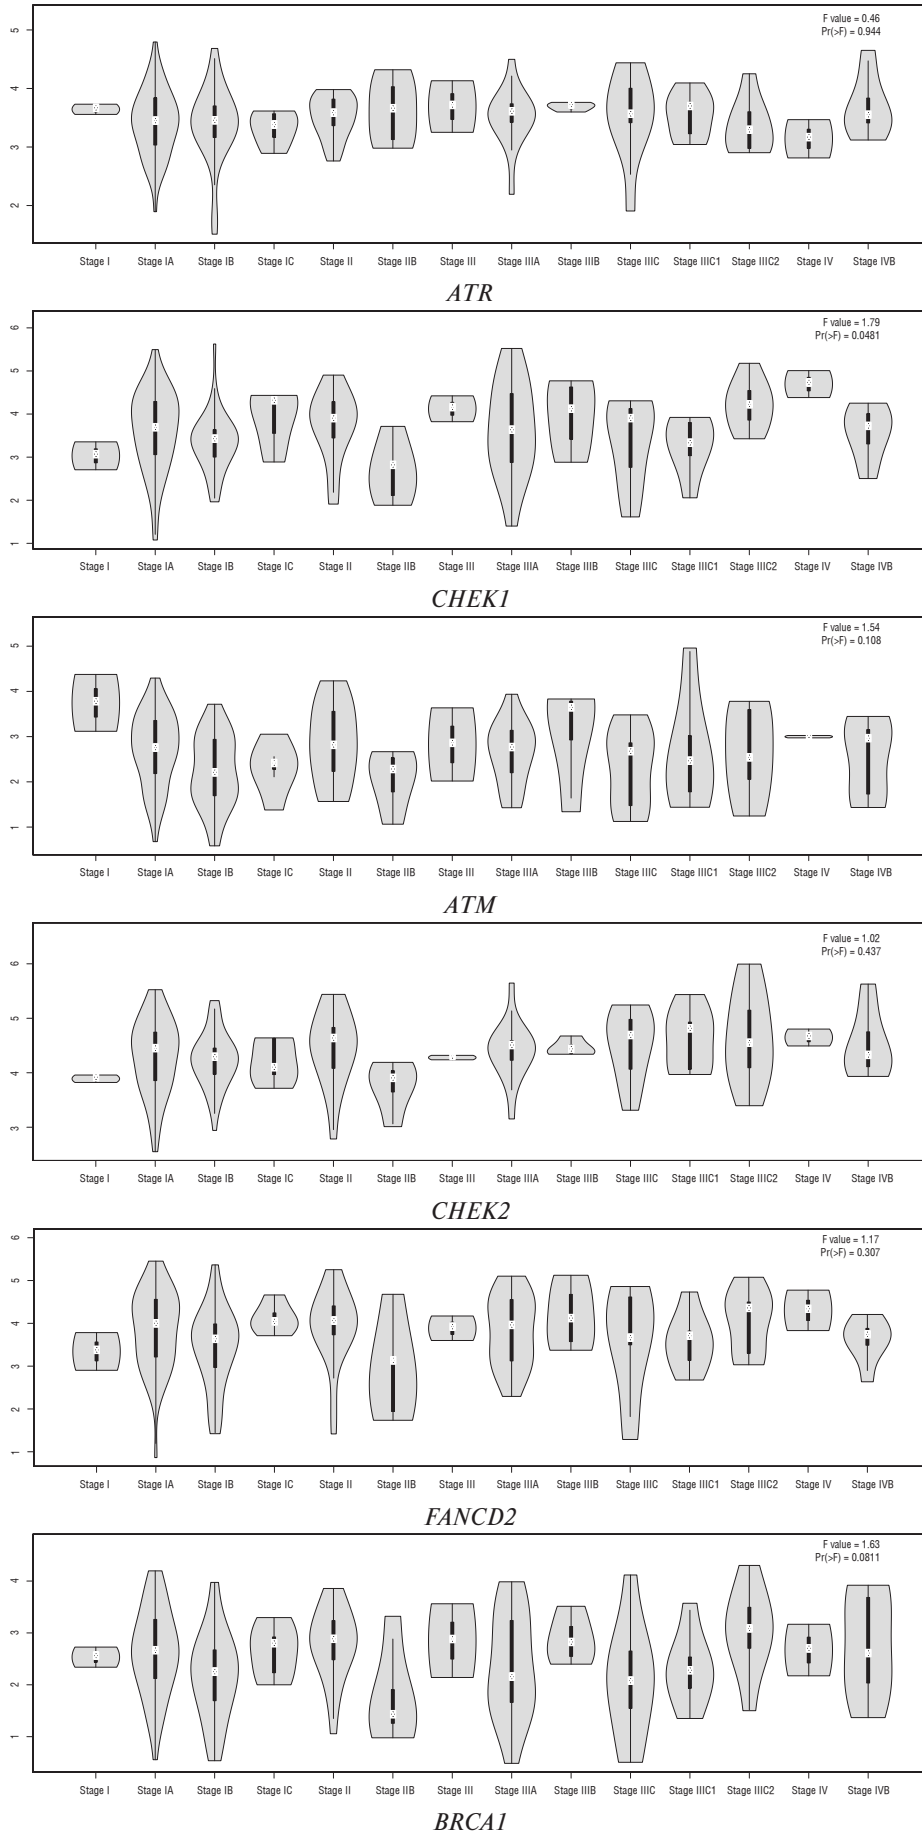 F value = 0.46
Pr(>F) = 0.944
5
4
3
2
Stage I Stage IA Stage IB Stage IC Stage II Stage IIB Stage III Stage IIIA Stage IIIB Stage IIIC Stage IIIC1 Stage IIIC2 Stage IV Stage IVB
ATR
F value = 1.79
Pr(>F) = 0.0481
6
5
4
3
2
1
Stage I Stage IA Stage IB Stage IC Stage II Stage IIB Stage III Stage IIIA Stage IIIB Stage IIIC Stage IIIC1 Stage IIIC2 Stage IV Stage IVB
CHEK1
F value = 1.54
Pr(>F) = 0.108
5
4
3
2
1
Stage I Stage IA Stage IB Stage IC Stage II Stage IIB Stage III Stage IIIA Stage IIIB Stage IIIC Stage IIIC1 Stage IIIC2 Stage IV Stage IVB
ATM
F value = 1.02
Pr(>F) = 0.437
6
5
4
3
Stage I Stage IA Stage IB Stage IC Stage II Stage IIB Stage III Stage IIIA Stage IIIB Stage IIIC Stage IIIC1 Stage IIIC2 Stage IV Stage IVB
CHEK2
F value = 1.17
Pr(>F) = 0.307
6
5
4
3
2
1
Stage I Stage IA Stage IB Stage IC Stage II Stage IIB Stage III Stage IIIA Stage IIIB Stage IIIC Stage IIIC1 Stage IIIC2 Stage IV Stage IVB
FANCD2
F value = 1.63
Pr(>F) = 0.0811
4
3
2
1
Stage I Stage IA Stage IB Stage IC Stage II Stage IIB Stage III Stage IIIA Stage IIIB Stage IIIC Stage IIIC1 Stage IIIC2 Stage IV Stage IVB
BRCA1